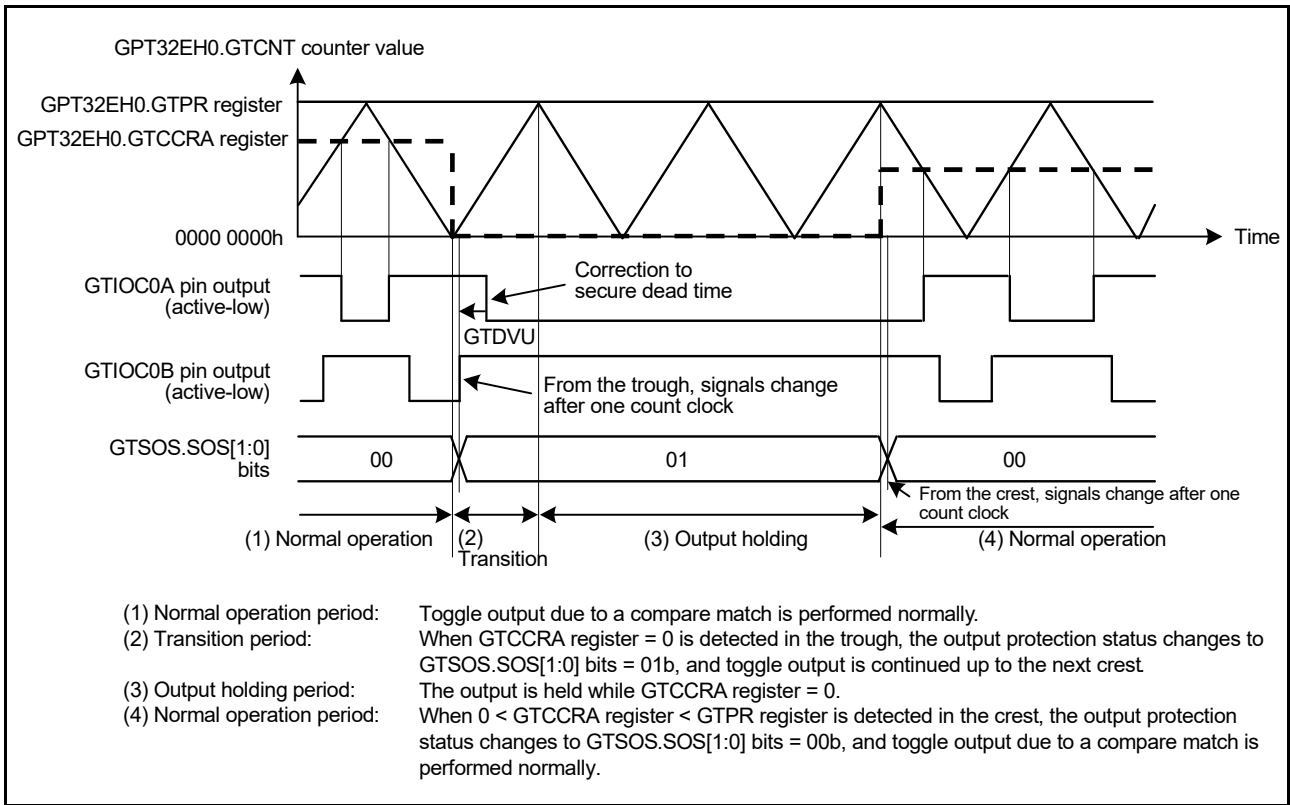 GPT32EH0.GTCNT counter value
GPT32EH0.GTPR register
GPT32EH0.GTCCRA register
0000 0000h
Time
GTIOC0A pin output
(active-low)
Correction to
secure dead time
GTDVU
GTIOC0B pin output
(active-low)
From the trough, signals change
after one count clock
GTSOS.SOS[1:0]
bits
00
01
00
From the crest, signals change after one
count clock
(1) Normal operation
(2)
Transition
(3) Output holding
(4) Normal operation
(1) Normal operation period: Toggle output due to a compare match is performed normally.
(2) Transition period: When GTCCRA register = 0 is detected in the trough, the output protection status changes to
GTSOS.SOS[1:0] bits = 01b, and toggle output is continued up to the next crest.
(3) Output holding period: The output is held while GTCCRA register = 0.
(4) Normal operation period: When 0 < GTCCRA register < GTPR register is detected in the crest, the output protection
status changes to GTSOS.SOS[1:0] bits = 00b, and toggle output due to a compare match is
performed normally.